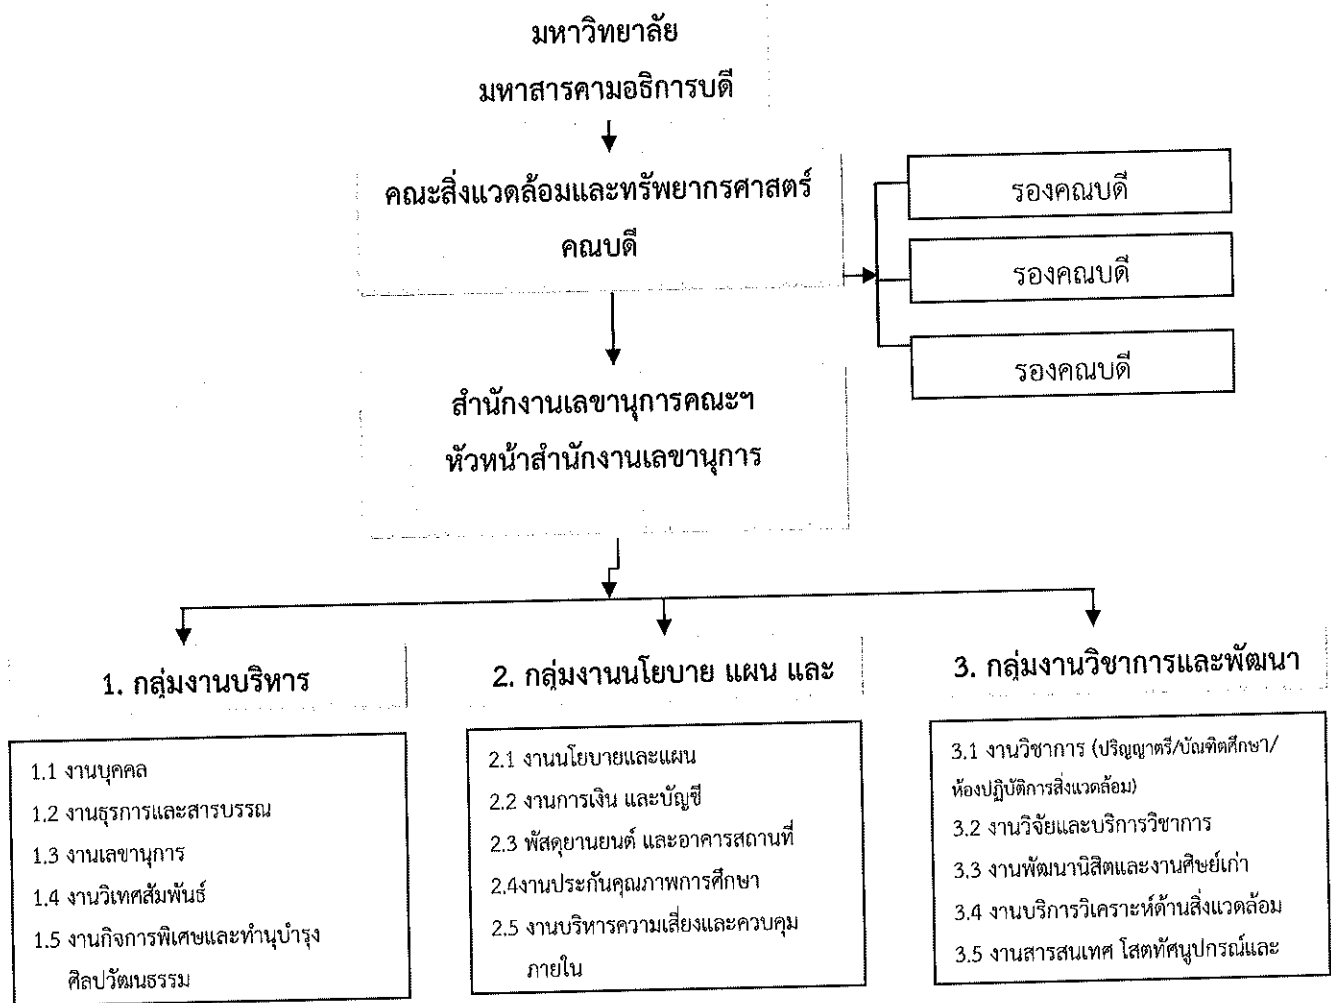 มหาวิทยาลัย
มหาสารคามอธิการบดี
คณะสิ่งแวดล้อมและทรัพยากรศาสตร์
คณบดี
รองคณบดี
รองคณบดี
รองคณบดี
สำนักงานเลขานุการคณะฯ
หัวหน้าสำนักงานเลขานุการ
1. กลุ่มงานบริหาร
1.1 งานบุคคล
1.2 งานธุรการและสารบรรณ
1.3 งานเลขานุการ
1.4 งานวิเทศสัมพันธ์
1.5 งานกิจการพิเศษและทำนุบำรุง
ศิลปวัฒนธรรม
2. กลุ่มงานนโยบาย แผน และ
2.1 งานนโยบายและแผน
2.2 งานการเงิน และบัญชี
2.3 พัสดุยานยนต์ และอาคารสถานที่
2.4งานประกันคุณภาพการศึกษา
2.5 งานบริหารความเสี่ยงและควบคุม
ภายใน
3. กลุ่มงานวิชาการและพัฒนา
3.1 งานวิชาการ (ปริญญาตรี/บัณฑิตศึกษา/
ห้องปฏิบัติการสิ่งแวดล้อม)
3.2 งานวิจัยและบริการวิชาการ
3.3 งานพัฒนานิสิตและงานศิษย์เก่า
3.4 งานบริการวิเคราะห์ด้านสิ่งแวดล้อม
3.5 งานสารสนเทศ โสตทัศนูปกรณ์และ